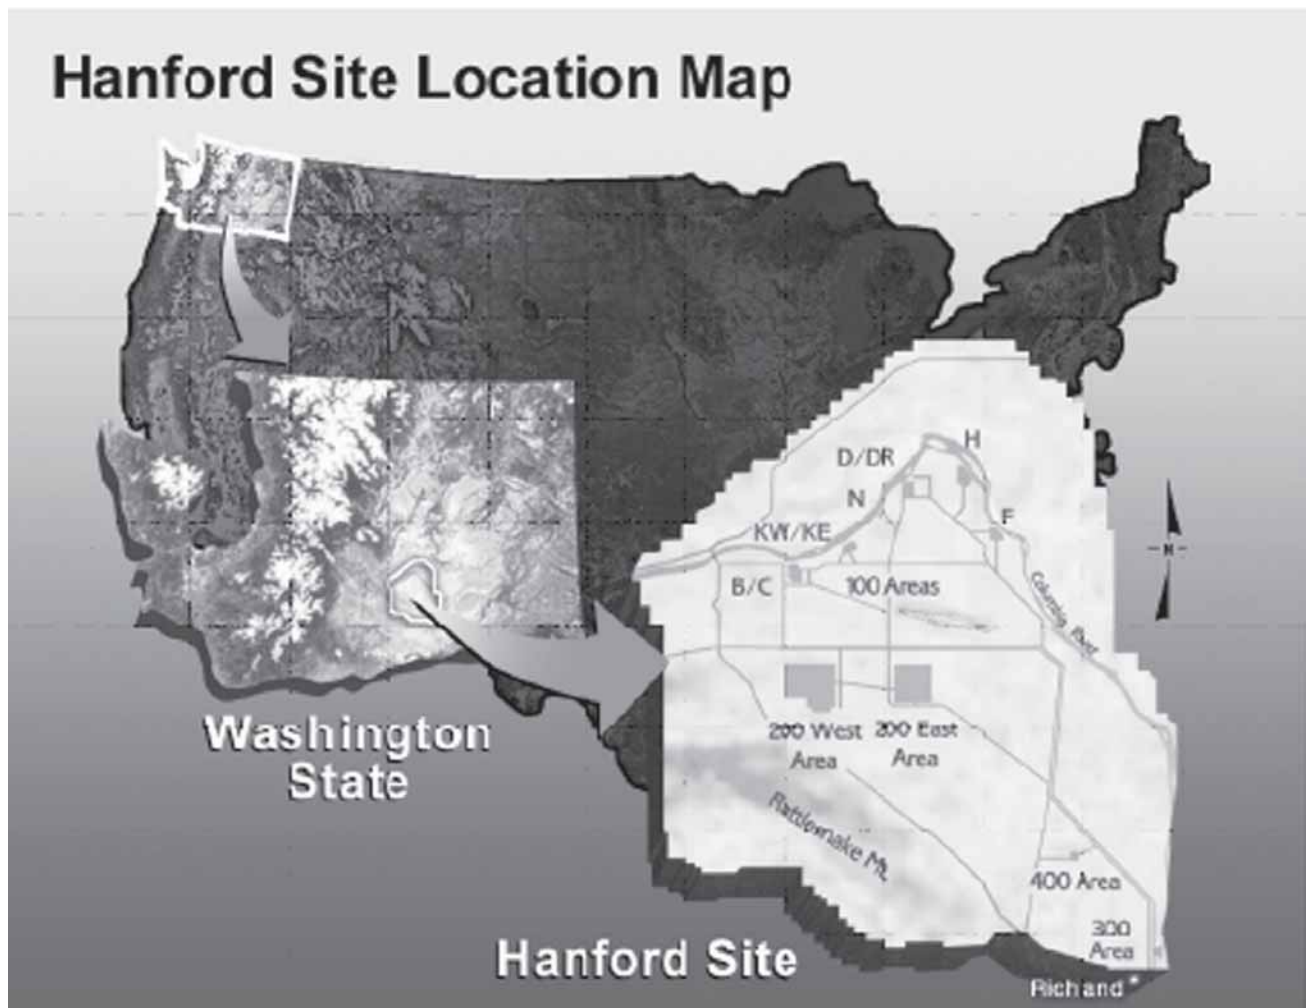 Hanford Site Location Map
H
D/DR
N
F
KW/KE
B/C
100 Areas
Columbia River
200 West
Area
200 East
Area
Rattlesnake Mt.
400 Area
300
Area
Washington
State
Hanford Site
Richland
N